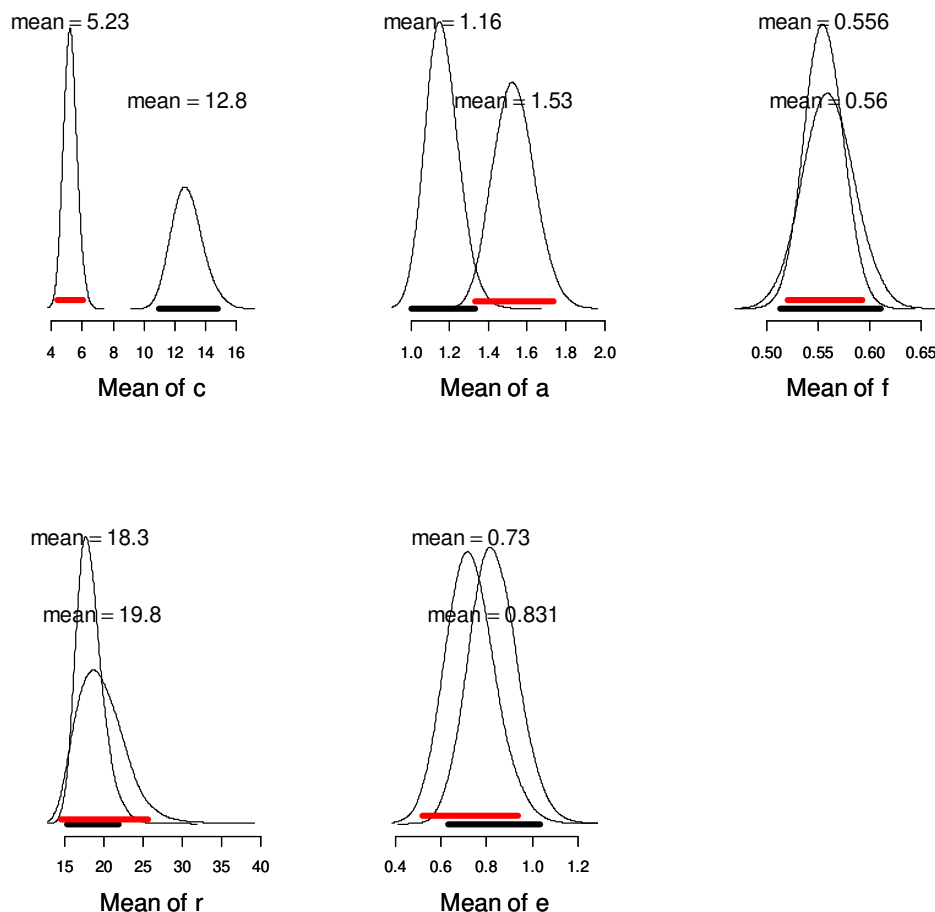 mean = 5.23
mean = 12.8
4 6 8 10 12 14 16
Mean of c
mean = 1.16
mean = 1.53
1.0 1.2 1.4 1.6 1.8 2.0
Mean of a
mean = 0.556
mean = 0.56
0.50 0.55 0.60 0.65
Mean of f
mean = 18.3
mean = 19.8
15 20 25 30 35 40
Mean of r
mean = 0.73
mean = 0.831
0.4 0.6 0.8 1.0 1.2
Mean of e